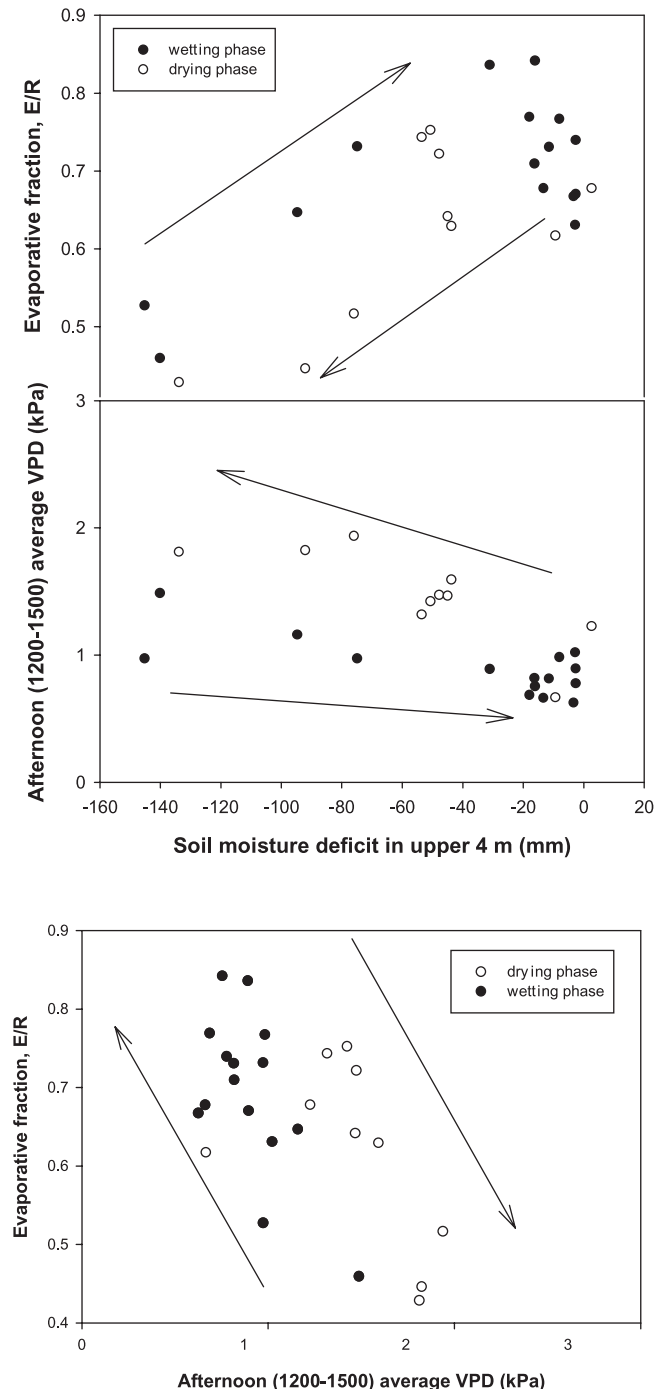 0.9
wetting phase
drying phase
0.8
0.7
0.6
0.5
Evaporative fraction, E/R
3
2
1
0
Afternoon (1200-1500) average VPD (kPa)
-160 -140 -120 -100 -80 -60 -40 -20 0 20
Soil moisture deficit in upper 4 m (mm)
0.9
drying phase
wetting phase
0.8
0.7
0.6
0.5
0.4
Evaporative fraction, E/R
0 1 2 3
Afternoon (1200-1500) average VPD (kPa)